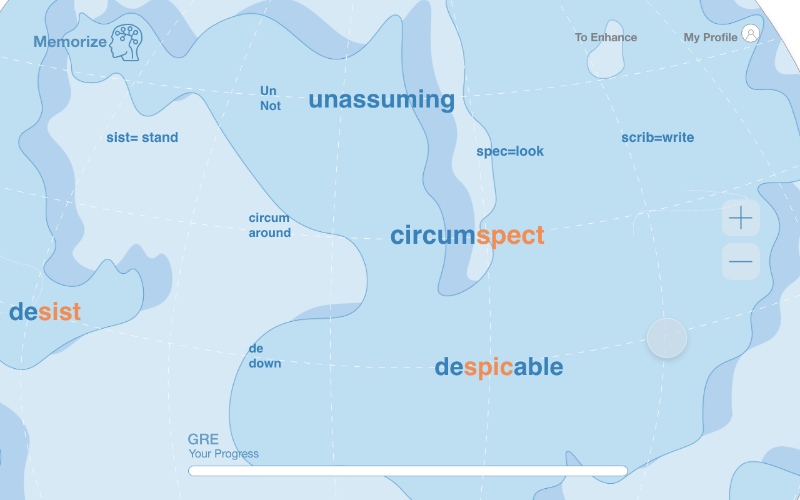 Memorize
To Enhance
My Profile
Un
Not
unassuming
sist= stand
spec=look
scrib=write
circum
around
circumspect
desist
de
down
despicable
GRE
Your Progress